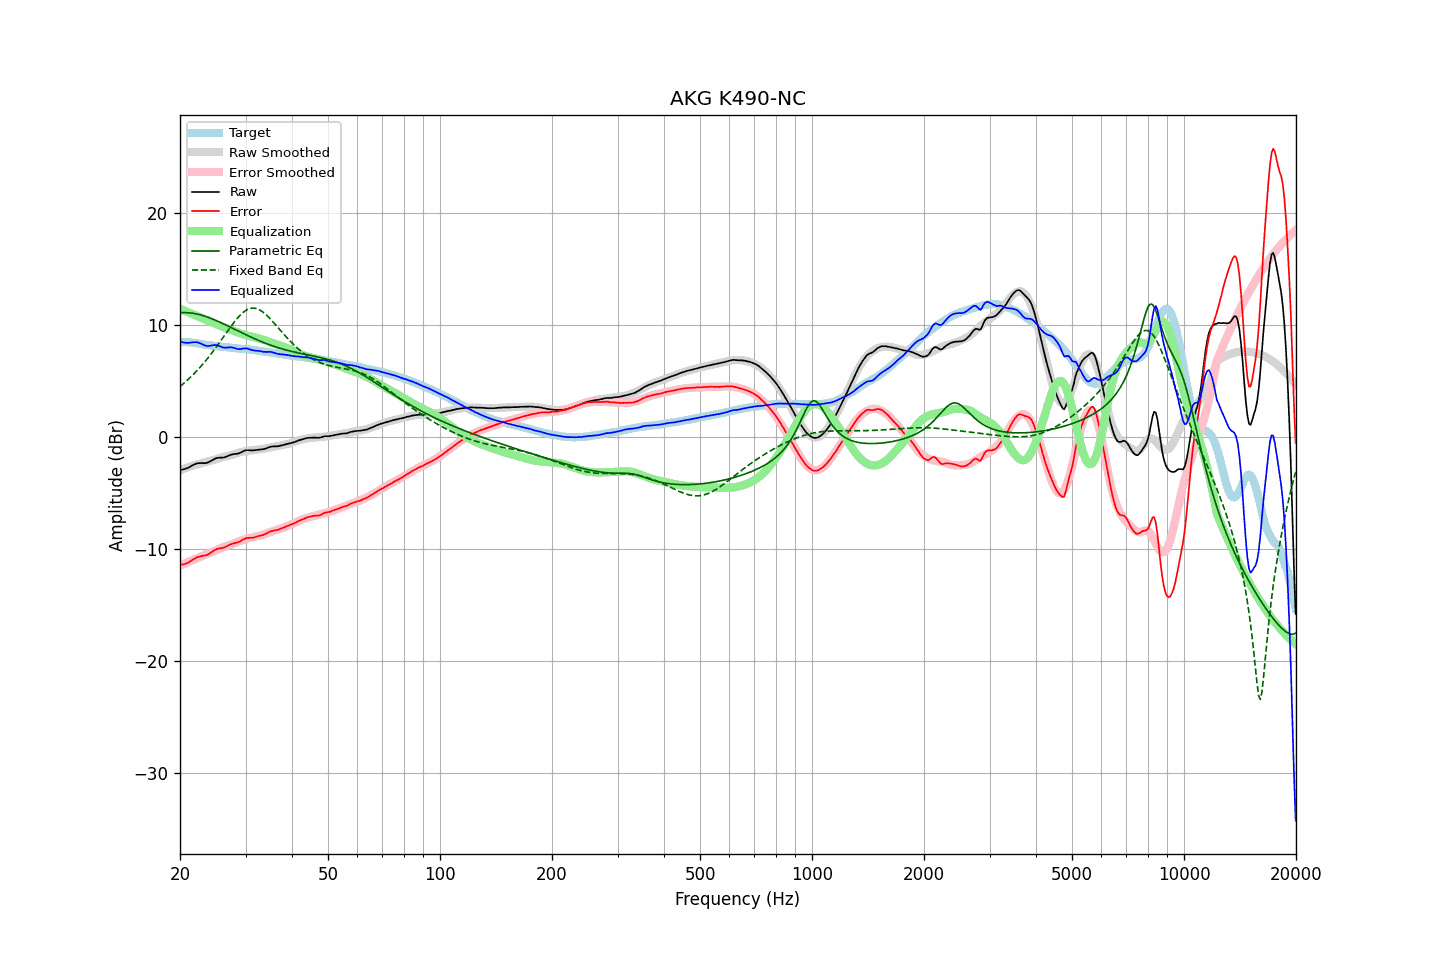 AKG K490-NC
Target
Raw Smoothed
Error Smoothed
Raw
Error
Equalization
Parametric Eq
Fixed Band Eq
Equalized
Amplitude (dBr)
20
10
0
−10
−20
−30
20
50
100
200
500
1000
2000
5000
10000
20000
Frequency (Hz)